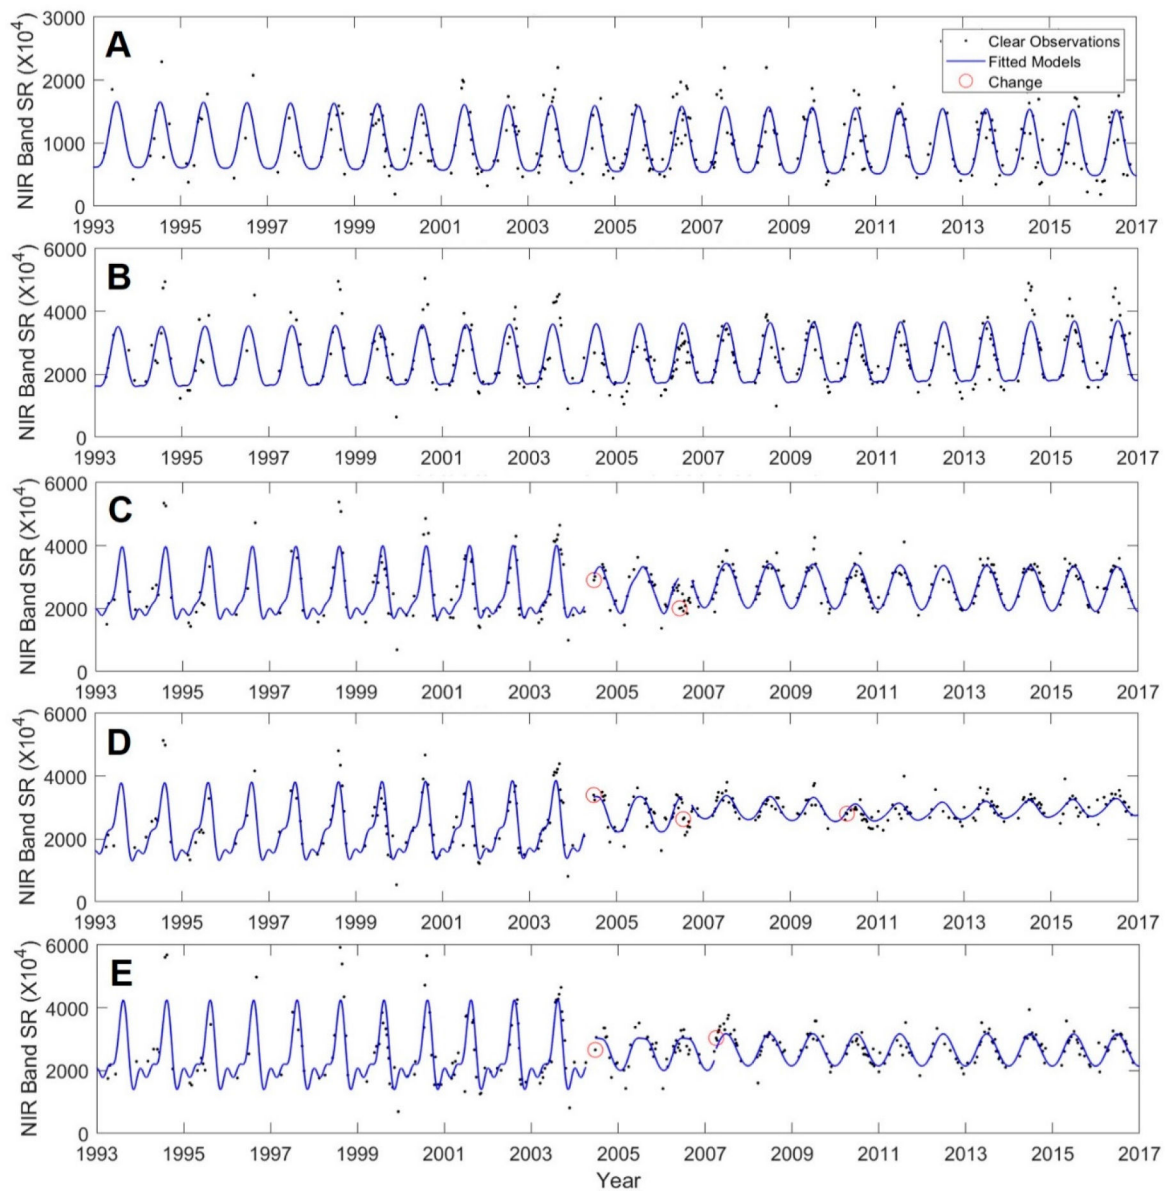 A
NIR Band SR (X10⁴)
3000
2000
1000
0
Clear Observations
Fitted Models
Change
1993 1995 1997 1999 2001 2003 2005 2007 2009 2011 2013 2015 2017
B
NIR Band SR (X10⁴)
6000
4000
2000
0
1993 1995 1997 1999 2001 2003 2005 2007 2009 2011 2013 2015 2017
C
NIR Band SR (X10⁴)
6000
4000
2000
0
1993 1995 1997 1999 2001 2003 2005 2007 2009 2011 2013 2015 2017
D
NIR Band SR (X10⁴)
6000
4000
2000
0
1993 1995 1997 1999 2001 2003 2005 2007 2009 2011 2013 2015 2017
E
NIR Band SR (X10⁴)
6000
4000
2000
0
1993 1995 1997 1999 2001 2003 2005 2007 2009 2011 2013 2015 2017
Year